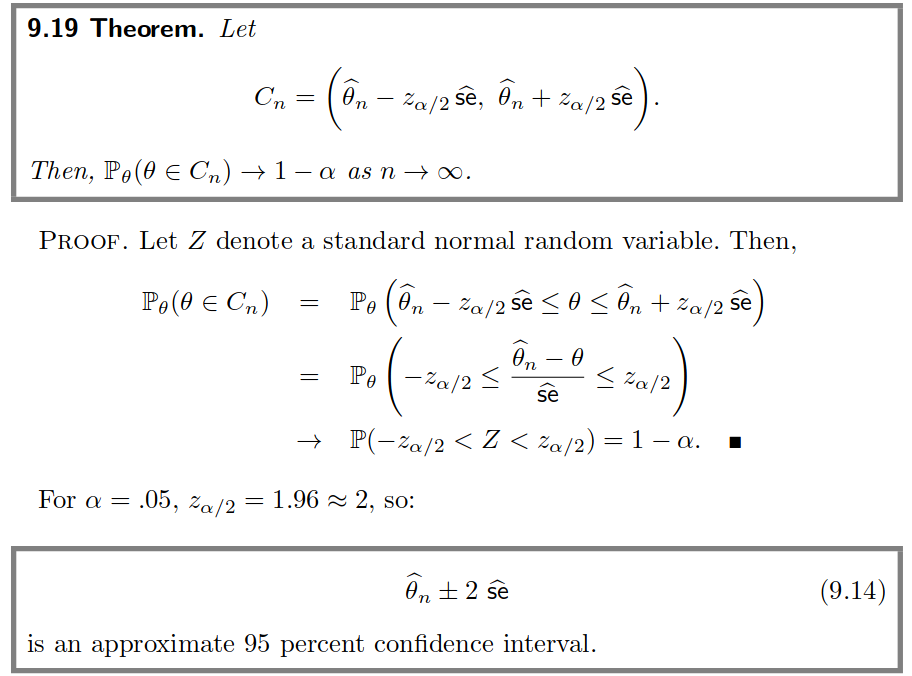 9.19 Theorem. Let
$C_n = \left( \widehat{\theta}_n - z_{\alpha/2}\, \widehat{\mathsf{se}},\ \widehat{\theta}_n + z_{\alpha/2}\, \widehat{\mathsf{se}} \right).$
Then, $\mathbb{P}_\theta(\theta \in C_n) \to 1 - \alpha$ as $n \to \infty$.
PROOF. Let $Z$ denote a standard normal random variable. Then,
$\mathbb{P}_\theta(\theta \in C_n) = \mathbb{P}_\theta \left( \widehat{\theta}_n - z_{\alpha/2}\, \widehat{\mathsf{se}} \le \theta \le \widehat{\theta}_n + z_{\alpha/2}\, \widehat{\mathsf{se}} \right)$
$= \mathbb{P}_\theta \left( -z_{\alpha/2} \le \frac{\widehat{\theta}_n - \theta}{\widehat{\mathsf{se}}} \le z_{\alpha/2} \right)$
$\to \mathbb{P}(-z_{\alpha/2} < Z < z_{\alpha/2}) = 1 - \alpha.$ ■
For $\alpha = .05$, $z_{\alpha/2} = 1.96 \approx 2$, so:
$\widehat{\theta}_n \pm 2\ \widehat{\mathsf{se}}$ (9.14)
is an approximate 95 percent confidence interval.